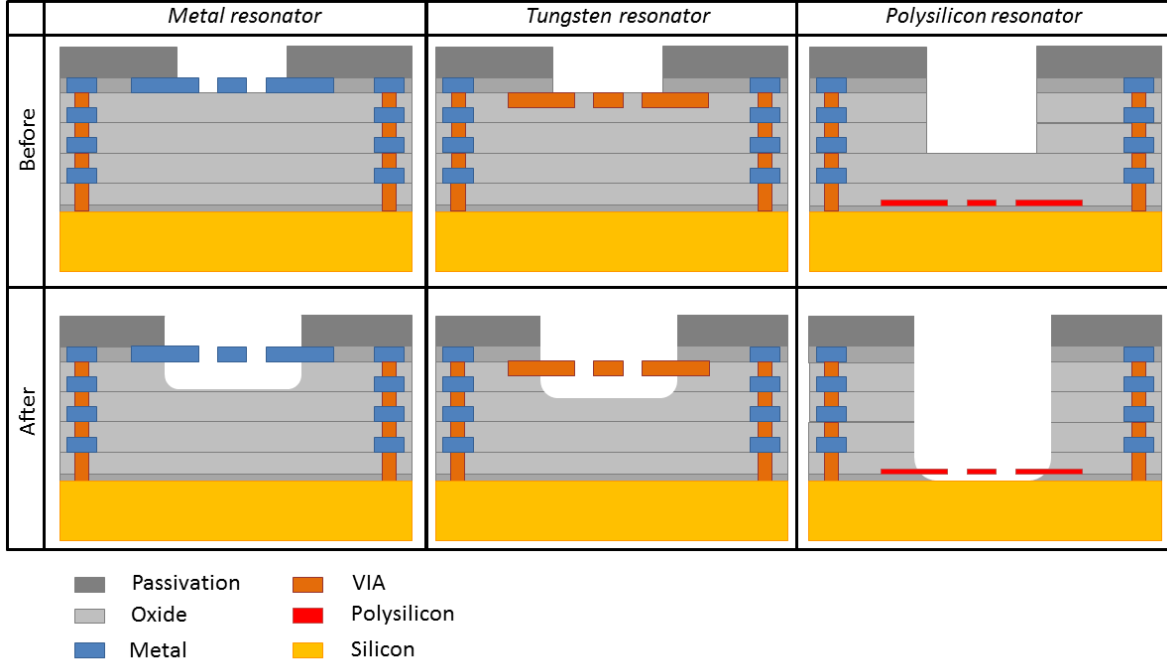 Metal resonator
Tungsten resonator
Polysilicon resonator
Before
After
Passivation
VIA
Oxide
Polysilicon
Metal
Silicon